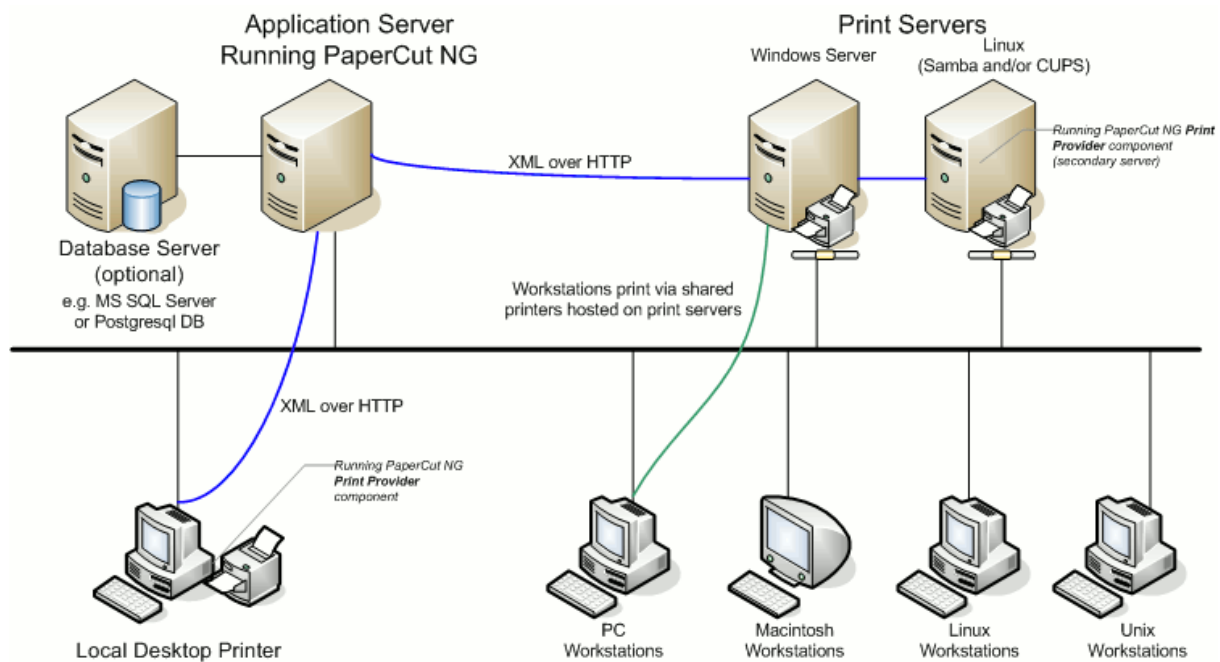 Application Server
Running PaperCut NG
Print Servers
Windows Server
Linux
(Samba and/or CUPS)
Running PaperCut NG Print
Provider component
(secondary server)
XML over HTTP
Database Server
(optional)
e.g. MS SQL Server
or Postgresql DB
Workstations print via shared
printers hosted on print servers
XML over HTTP
Running PaperCut NG
Print Provider
component
Local Desktop Printer
PC
Workstations
Macintosh
Workstations
Linux
Workstations
Unix
Workstations